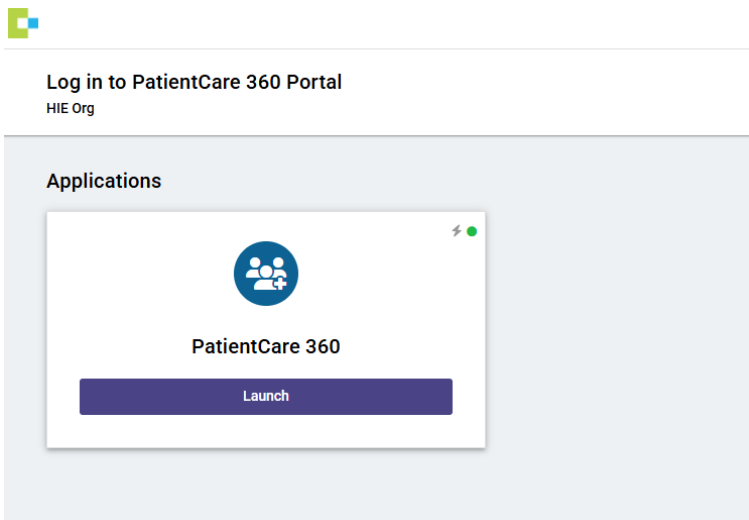 Log in to PatientCare 360 Portal
HIE Org
Applications
PatientCare 360
Launch